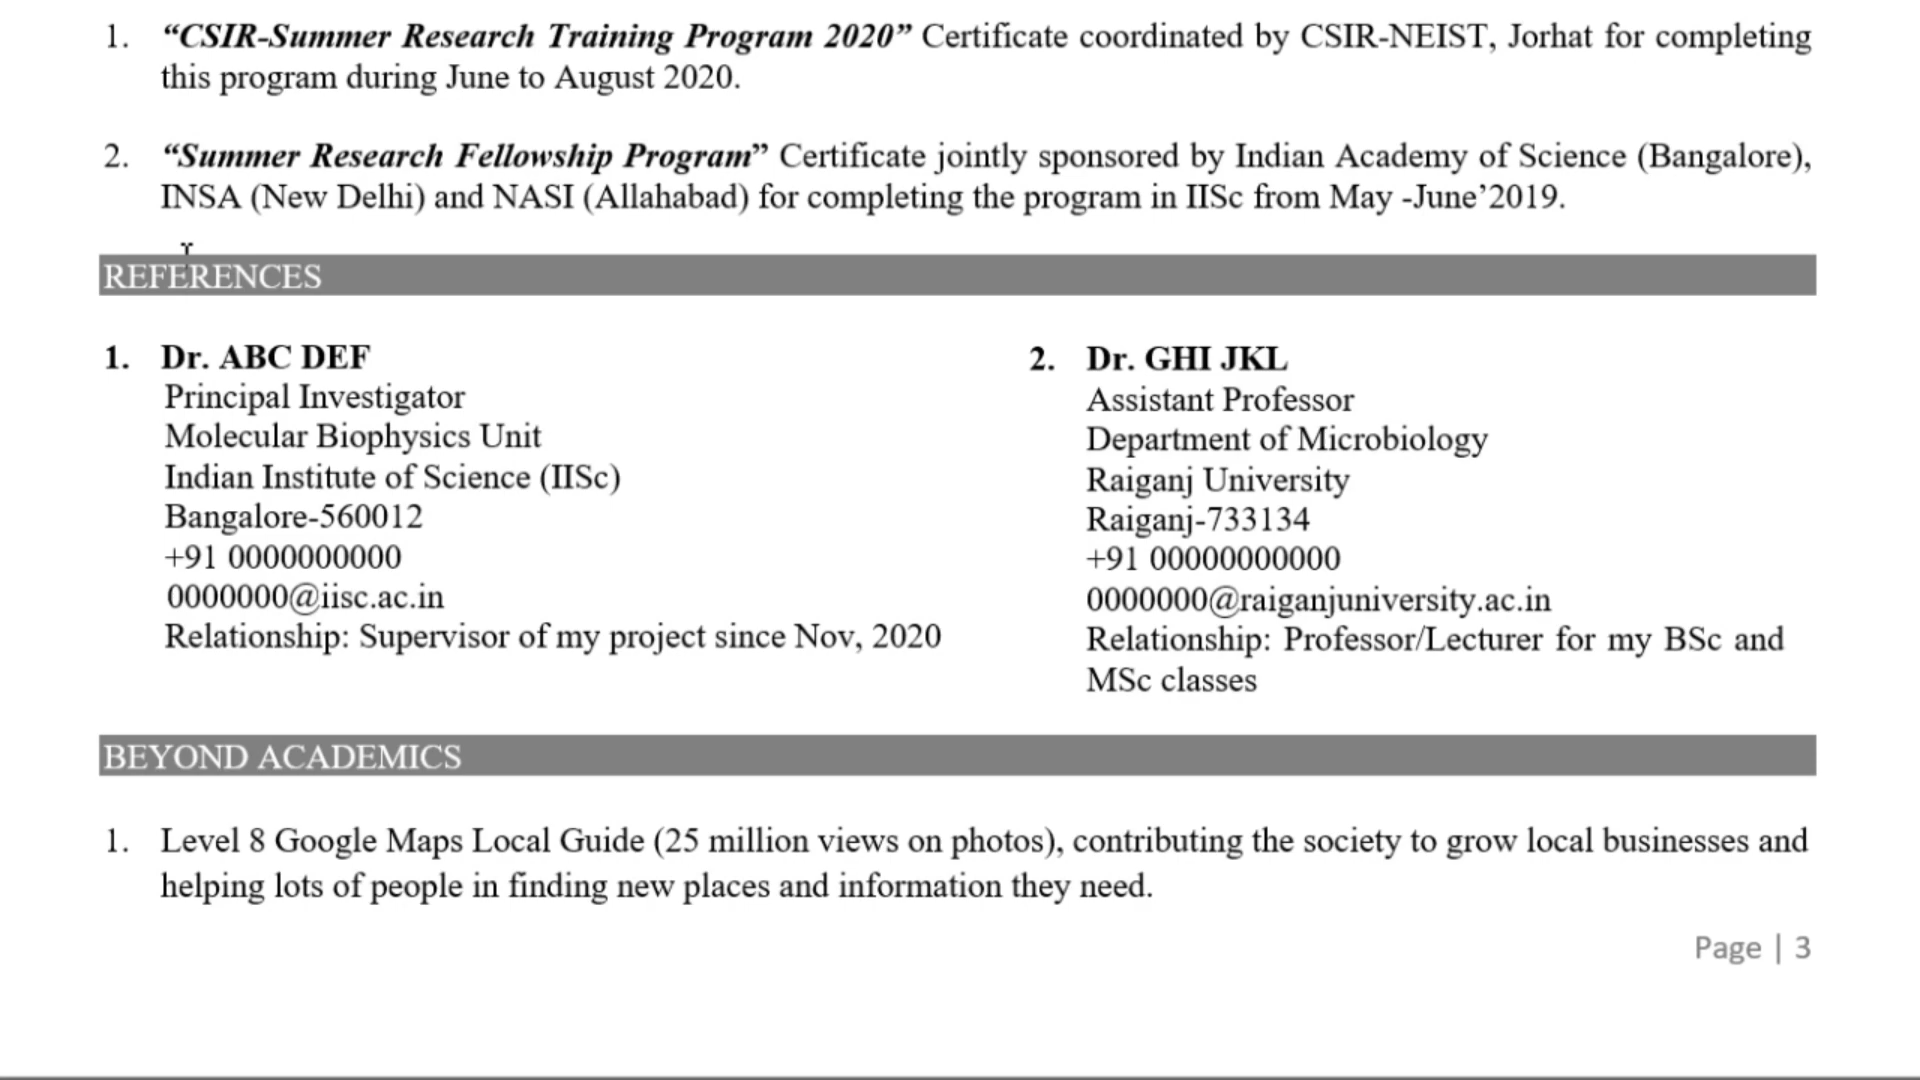 1. “CSIR-Summer Research Training Program 2020” Certificate coordinated by CSIR-NEIST, Jorhat for completing
this program during June to August 2020.
2. “Summer Research Fellowship Program” Certificate jointly sponsored by Indian Academy of Science (Bangalore),
INSA (New Delhi) and NASI (Allahabad) for completing the program in IISc from May -June’2019.
REFERENCES
1. Dr. ABC DEF
Principal Investigator
Molecular Biophysics Unit
Indian Institute of Science (IISc)
Bangalore-560012
+91 0000000000
0000000@iisc.ac.in
Relationship: Supervisor of my project since Nov, 2020
2. Dr. GHI JKL
Assistant Professor
Department of Microbiology
Raiganj University
Raiganj-733134
+91 00000000000
0000000@raiganjuniversity.ac.in
Relationship: Professor/Lecturer for my BSc and
MSc classes
BEYOND ACADEMICS
1. Level 8 Google Maps Local Guide (25 million views on photos), contributing the society to grow local businesses and
helping lots of people in finding new places and information they need.
Page | 3